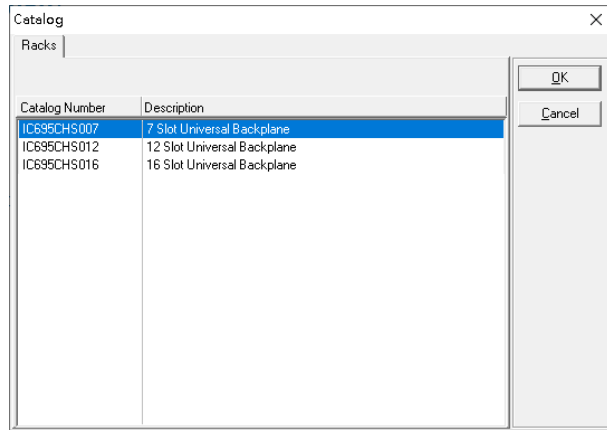 Catalog
Racks
OK
Cancel
Catalog Number Description
IC695CHS007 7 Slot Universal Backplane
IC695CHS012 12 Slot Universal Backplane
IC695CHS016 16 Slot Universal Backplane